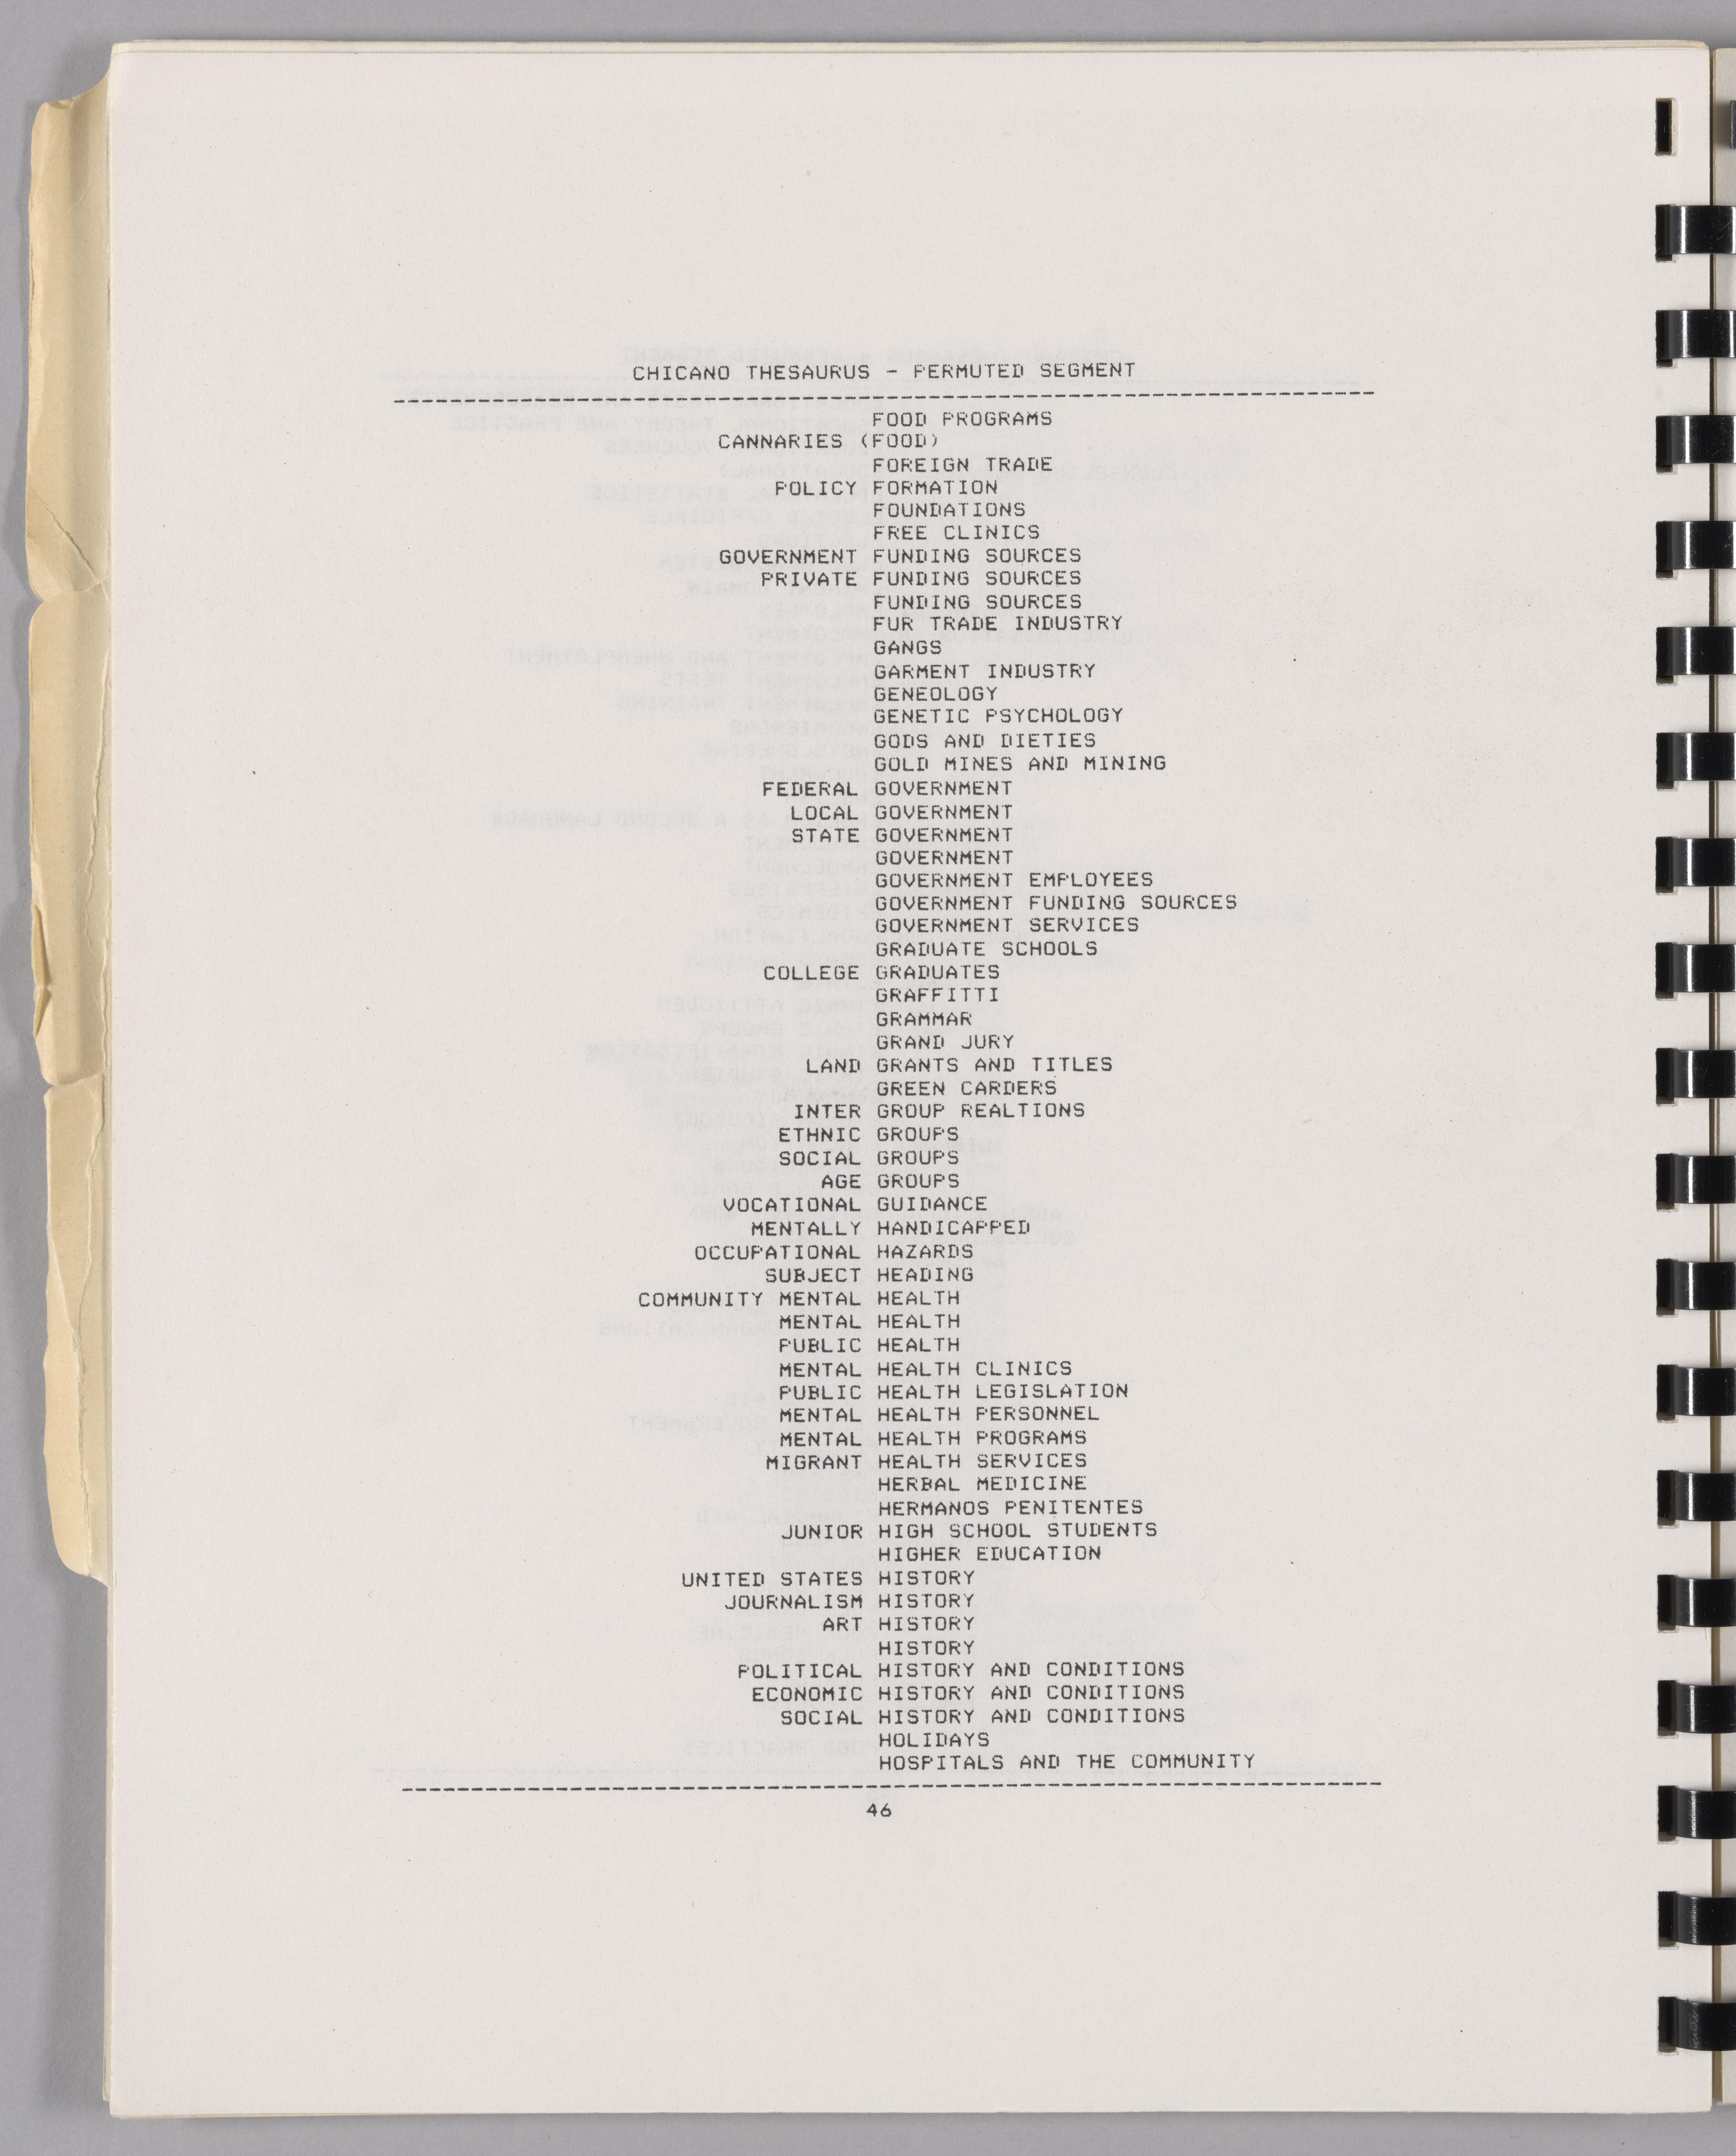 CHICANO THESAURUS - PERMUTED SEGMENT
FOOD PROGRAMS
CANNARIES (FOOD)
FOREIGN TRADE
POLICY FORMATION
FOUNDATIONS
FREE CLINICS
GOVERNMENT FUNDING SOURCES
PRIVATE FUNDING SOURCES
FUNDING SOURCES
FUR TRADE INDUSTRY
GANGS
GARMENT INDUSTRY
GENEOLOGY
GENETIC PSYCHOLOGY
GODS AND DIETIES
GOLD MINES AND MINING
FEDERAL GOVERNMENT
LOCAL GOVERNMENT
STATE GOVERNMENT
GOVERNMENT
GOVERNMENT EMPLOYEES
GOVERNMENT FUNDING SOURCES
GOVERNMENT SERVICES
GRADUATE SCHOOLS
COLLEGE GRADUATES
GRAFFITTI
GRAMMAR
GRAND JURY
LAND GRANTS AND TITLES
GREEN CARDERS
INTER GROUP REALTIONS
ETHNIC GROUPS
SOCIAL GROUPS
AGE GROUPS
VOCATIONAL GUIDANCE
MENTALLY HANDICAPPED
OCCUPATIONAL HAZARDS
SUBJECT HEADING
COMMUNITY MENTAL HEALTH
MENTAL HEALTH
PUBLIC HEALTH
MENTAL HEALTH CLINICS
PUBLIC HEALTH LEGISLATION
MENTAL HEALTH PERSONNEL
MENTAL HEALTH PROGRAMS
MIGRANT HEALTH SERVICES
HERBAL MEDICINE
HERMANOS PENITENTES
JUNIOR HIGH SCHOOL STUDENTS
HIGHER EDUCATION
UNITED STATES HISTORY
JOURNALISM HISTORY
ART HISTORY
HISTORY
POLITICAL HISTORY AND CONDITIONS
ECONOMIC HISTORY AND CONDITIONS
SOCIAL HISTORY AND CONDITIONS
HOLIDAYS
HOSPITALS AND THE COMMUNITY
46